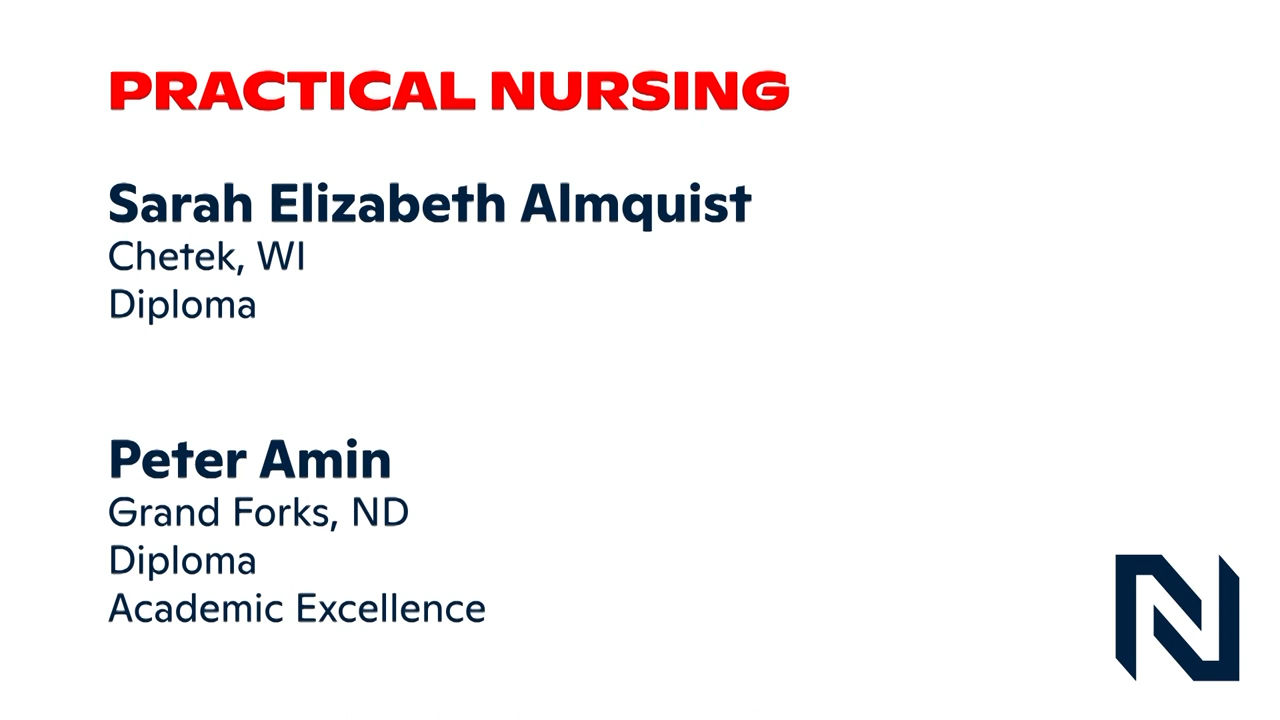 PRACTICAL NURSING
Sarah Elizabeth Almquist
Chetek, WI
Diploma
Peter Amin
Grand Forks, ND
Diploma
Academic Excellence
N